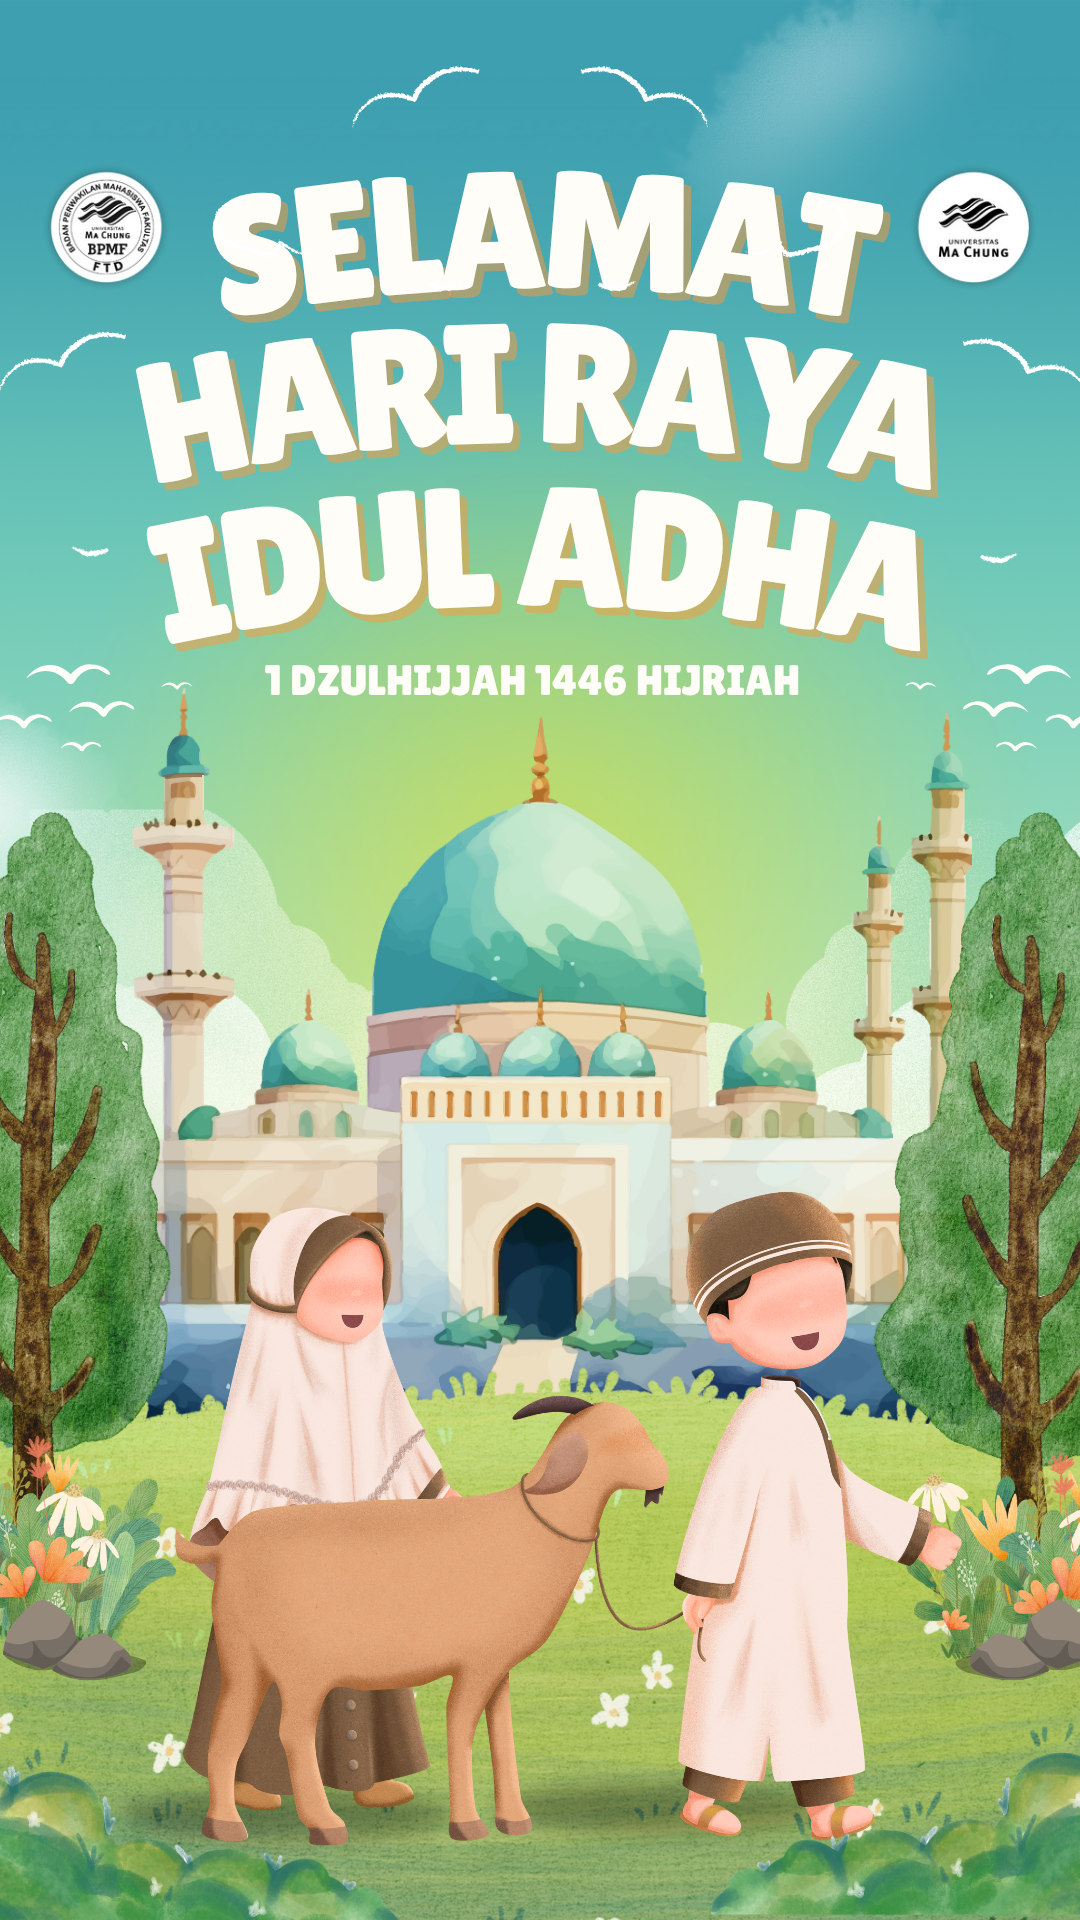 BADAN PERWAKILAN MAHASISWA FAKULTAS
UNIVERSITAS
MA CHUNG
BPMF
FTD
UNIVERSITAS
MA CHUNG
SELAMAT
HARI RAYA
IDUL ADHA
1 DZULHIJJAH 1446 HIJRIAH